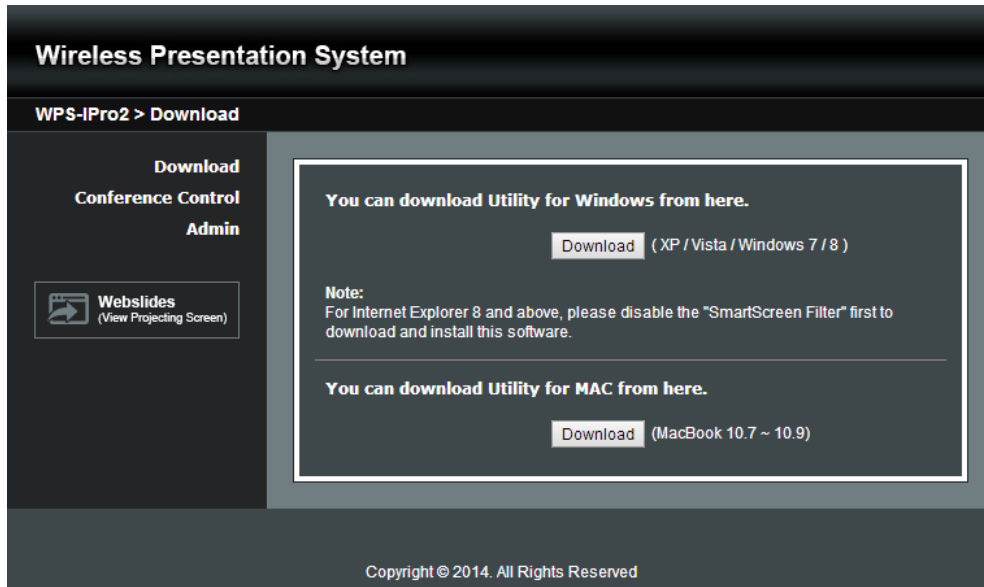 Wireless Presentation System
WPS-IPro2 > Download
Download
Conference Control
Admin
Webslides
(View Projecting Screen)
You can download Utility for Windows from here.
Download ( XP / Vista / Windows 7 / 8 )
Note:
For Internet Explorer 8 and above, please disable the "SmartScreen Filter" first to
download and install this software.
You can download Utility for MAC from here.
Download (MacBook 10.7 ~ 10.9)
Copyright © 2014. All Rights Reserved